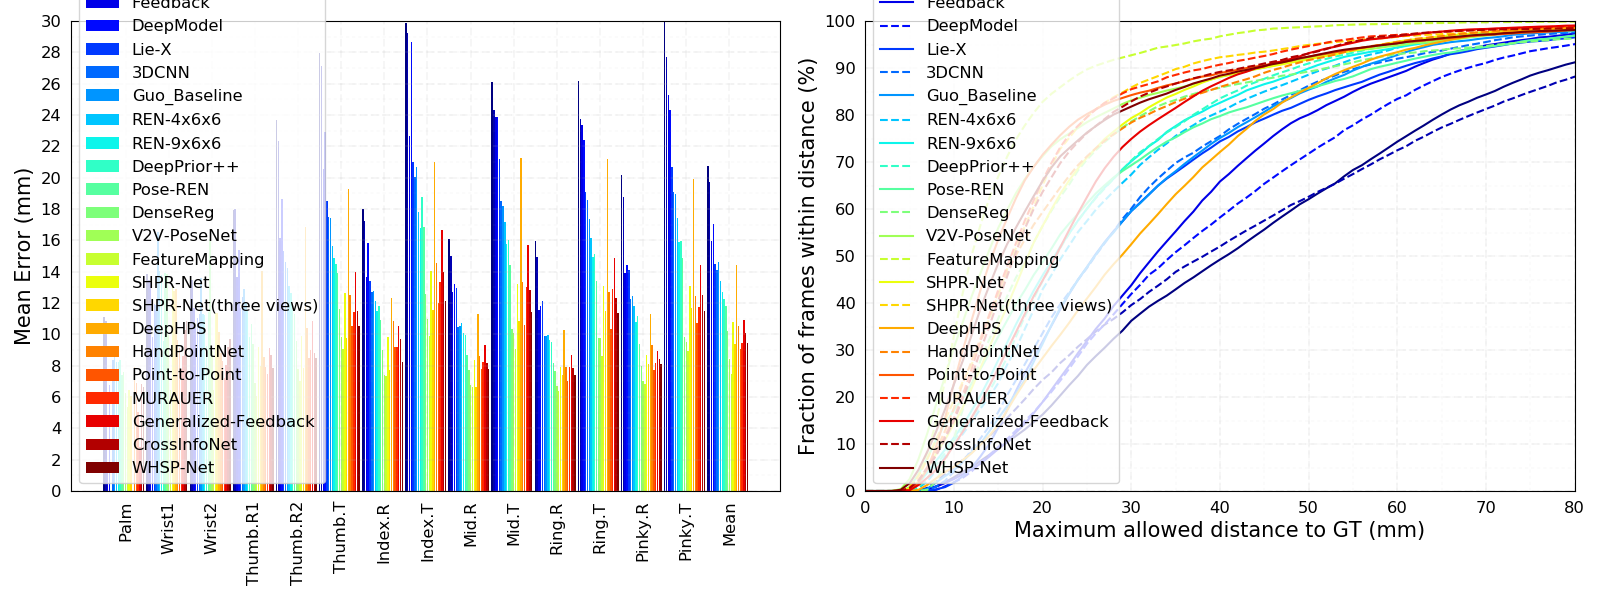 Mean Error (mm)
30
28
26
24
22
20
18
16
14
12
10
8
6
4
2
0
Feedback
DeepModel
Lie-X
3DCNN
Guo_Baseline
REN-4x6x6
REN-9x6x6
DeepPrior++
Pose-REN
DenseReg
V2V-PoseNet
FeatureMapping
SHPR-Net
SHPR-Net(three views)
DeepHPS
HandPointNet
Point-to-Point
MURAUER
Generalized-Feedback
CrossInfoNet
WHSP-Net
Palm
Wrist1
Wrist2
Thumb.R1
Thumb.R2
Thumb.T
Index.R
Index.T
Mid.R
Mid.T
Ring.R
Ring.T
Pinky.R
Pinky.T
Mean
Fraction of frames within distance (%)
100
90
80
70
60
50
40
30
20
10
0
Feedback
DeepModel
Lie-X
3DCNN
Guo_Baseline
REN-4x6x6
REN-9x6x6
DeepPrior++
Pose-REN
DenseReg
V2V-PoseNet
FeatureMapping
SHPR-Net
SHPR-Net(three views)
DeepHPS
HandPointNet
Point-to-Point
MURAUER
Generalized-Feedback
CrossInfoNet
WHSP-Net
0 10 20 30 40 50 60 70 80
Maximum allowed distance to GT (mm)